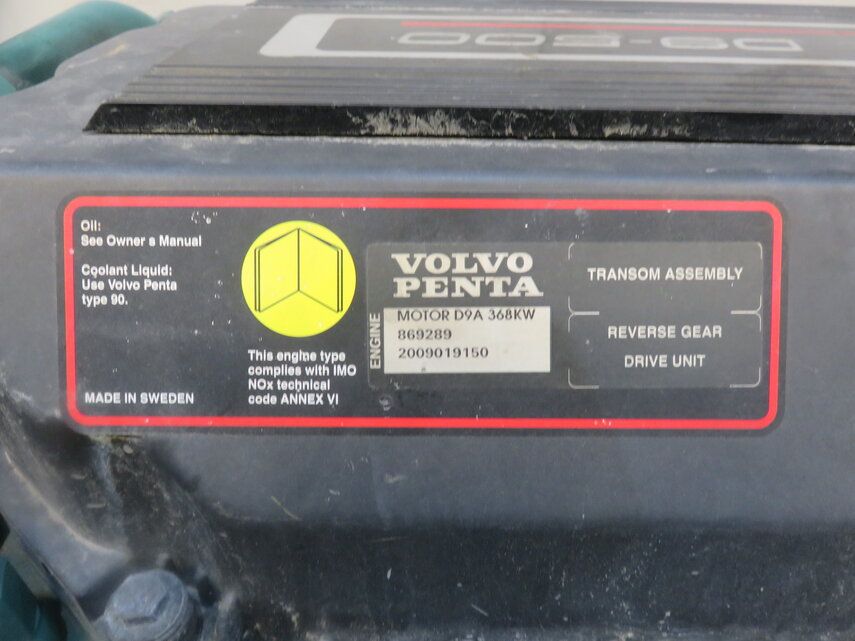 D9-500
Oil:
See Owner s Manual
Coolant Liquid:
Use Volvo Penta
type 90.
MADE IN SWEDEN
This engine type
complies with IMO
NOx technical
code ANNEX VI
VOLVO
PENTA
ENGINE
MOTOR D9A 368KW
869289
2009019150
TRANSOM ASSEMBLY
REVERSE GEAR
DRIVE UNIT